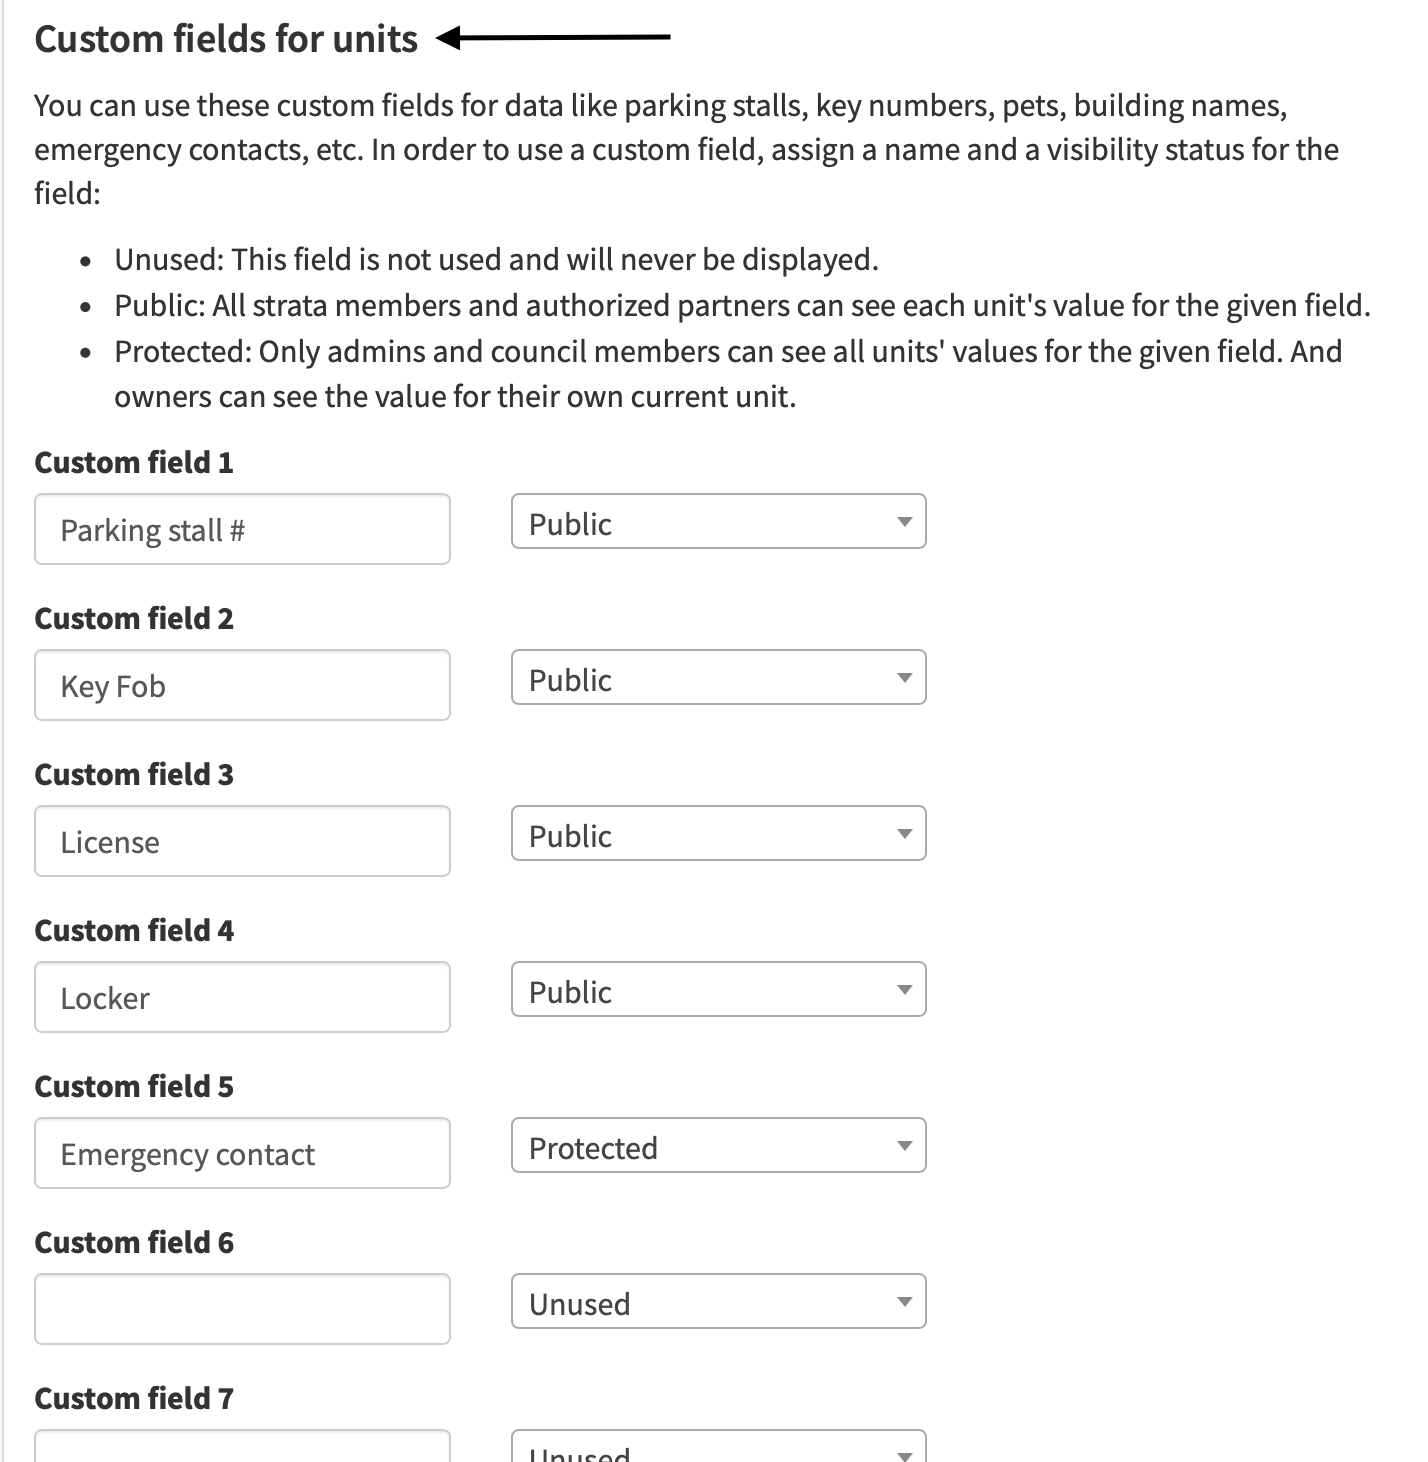 Custom fields for units
You can use these custom fields for data like parking stalls, key numbers, pets, building names,
emergency contacts, etc. In order to use a custom field, assign a name and a visibility status for the
field:
• Unused: This field is not used and will never be displayed.
• Public: All strata members and authorized partners can see each unit's value for the given field.
• Protected: Only admins and council members can see all units' values for the given field. And
owners can see the value for their own current unit.
Custom field 1
Parking stall # Public
Custom field 2
Key Fob Public
Custom field 3
License Public
Custom field 4
Locker Public
Custom field 5
Emergency contact Protected
Custom field 6
Unused
Custom field 7
Unused